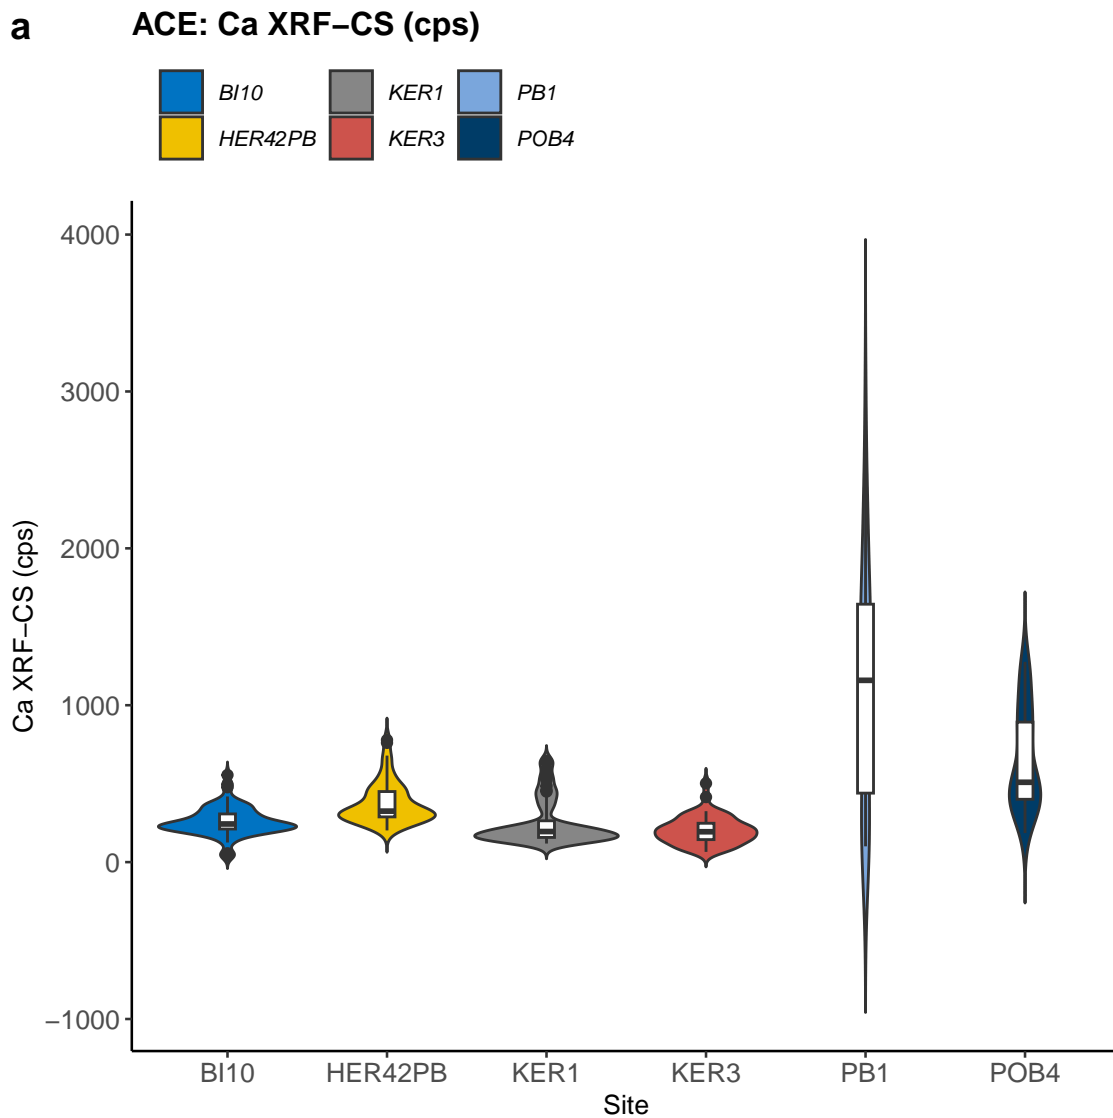 a
ACE: Ca XRF−CS (cps)
BI10 KER1 PB1
HER42PB KER3 POB4
4000
3000
2000
1000
0
−1000
Ca XRF−CS (cps)
BI10 HER42PB KER1 KER3 PB1 POB4
Site